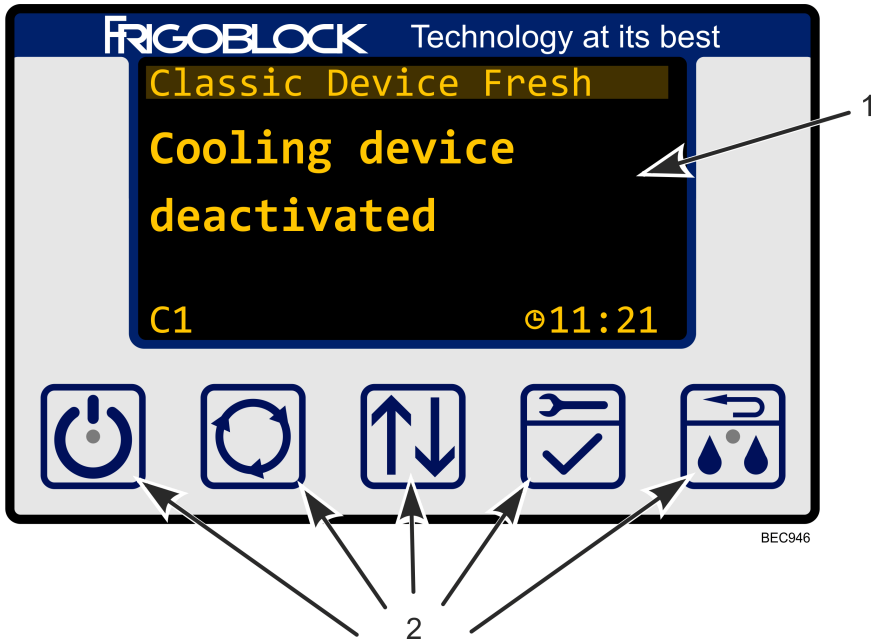 FRIGOBLOCK Technology at its best
Classic Device Fresh
1
Cooling device
deactivated
C1 11:21
BEC946
2